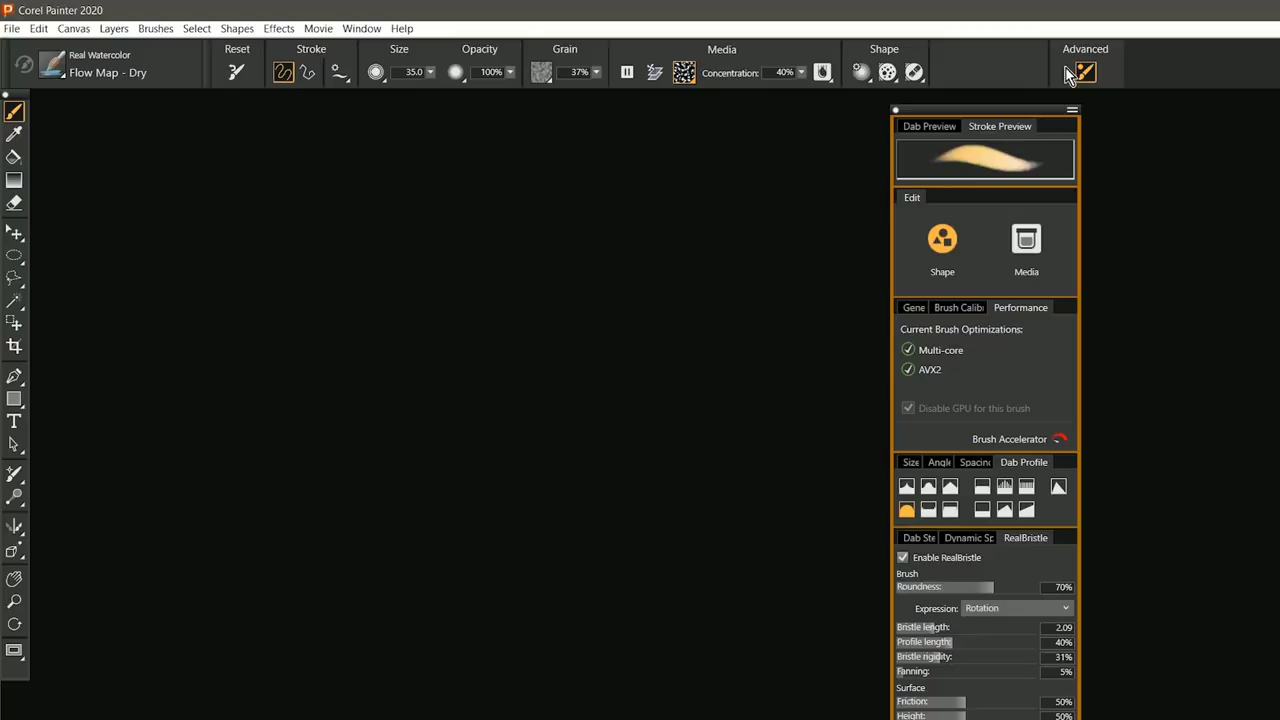 Corel Painter 2020
File Edit Canvas Layers Brushes Select Shapes Effects Movie Window Help
Real Watercolor
Flow Map - Dry
Reset Stroke Size Opacity Grain Media Shape Advanced
35.0 100% 37% Concentration: 40%
Dab Preview Stroke Preview
Edit
Shape Media
Gene Brush Calib Performance
Current Brush Optimizations:
Multi-core
AVX2
Disable GPU for this brush
Brush Accelerator
Size Angle Spacing Dab Profile
Dab Ste Dynamic Sp RealBristle
Enable RealBristle
Brush
Roundness: 70%
Expression: Rotation
Bristle length: 2.09
Profile length: 40%
Bristle rigidity: 31%
Fanning: 5%
Surface
Friction: 50%
Height: 50%